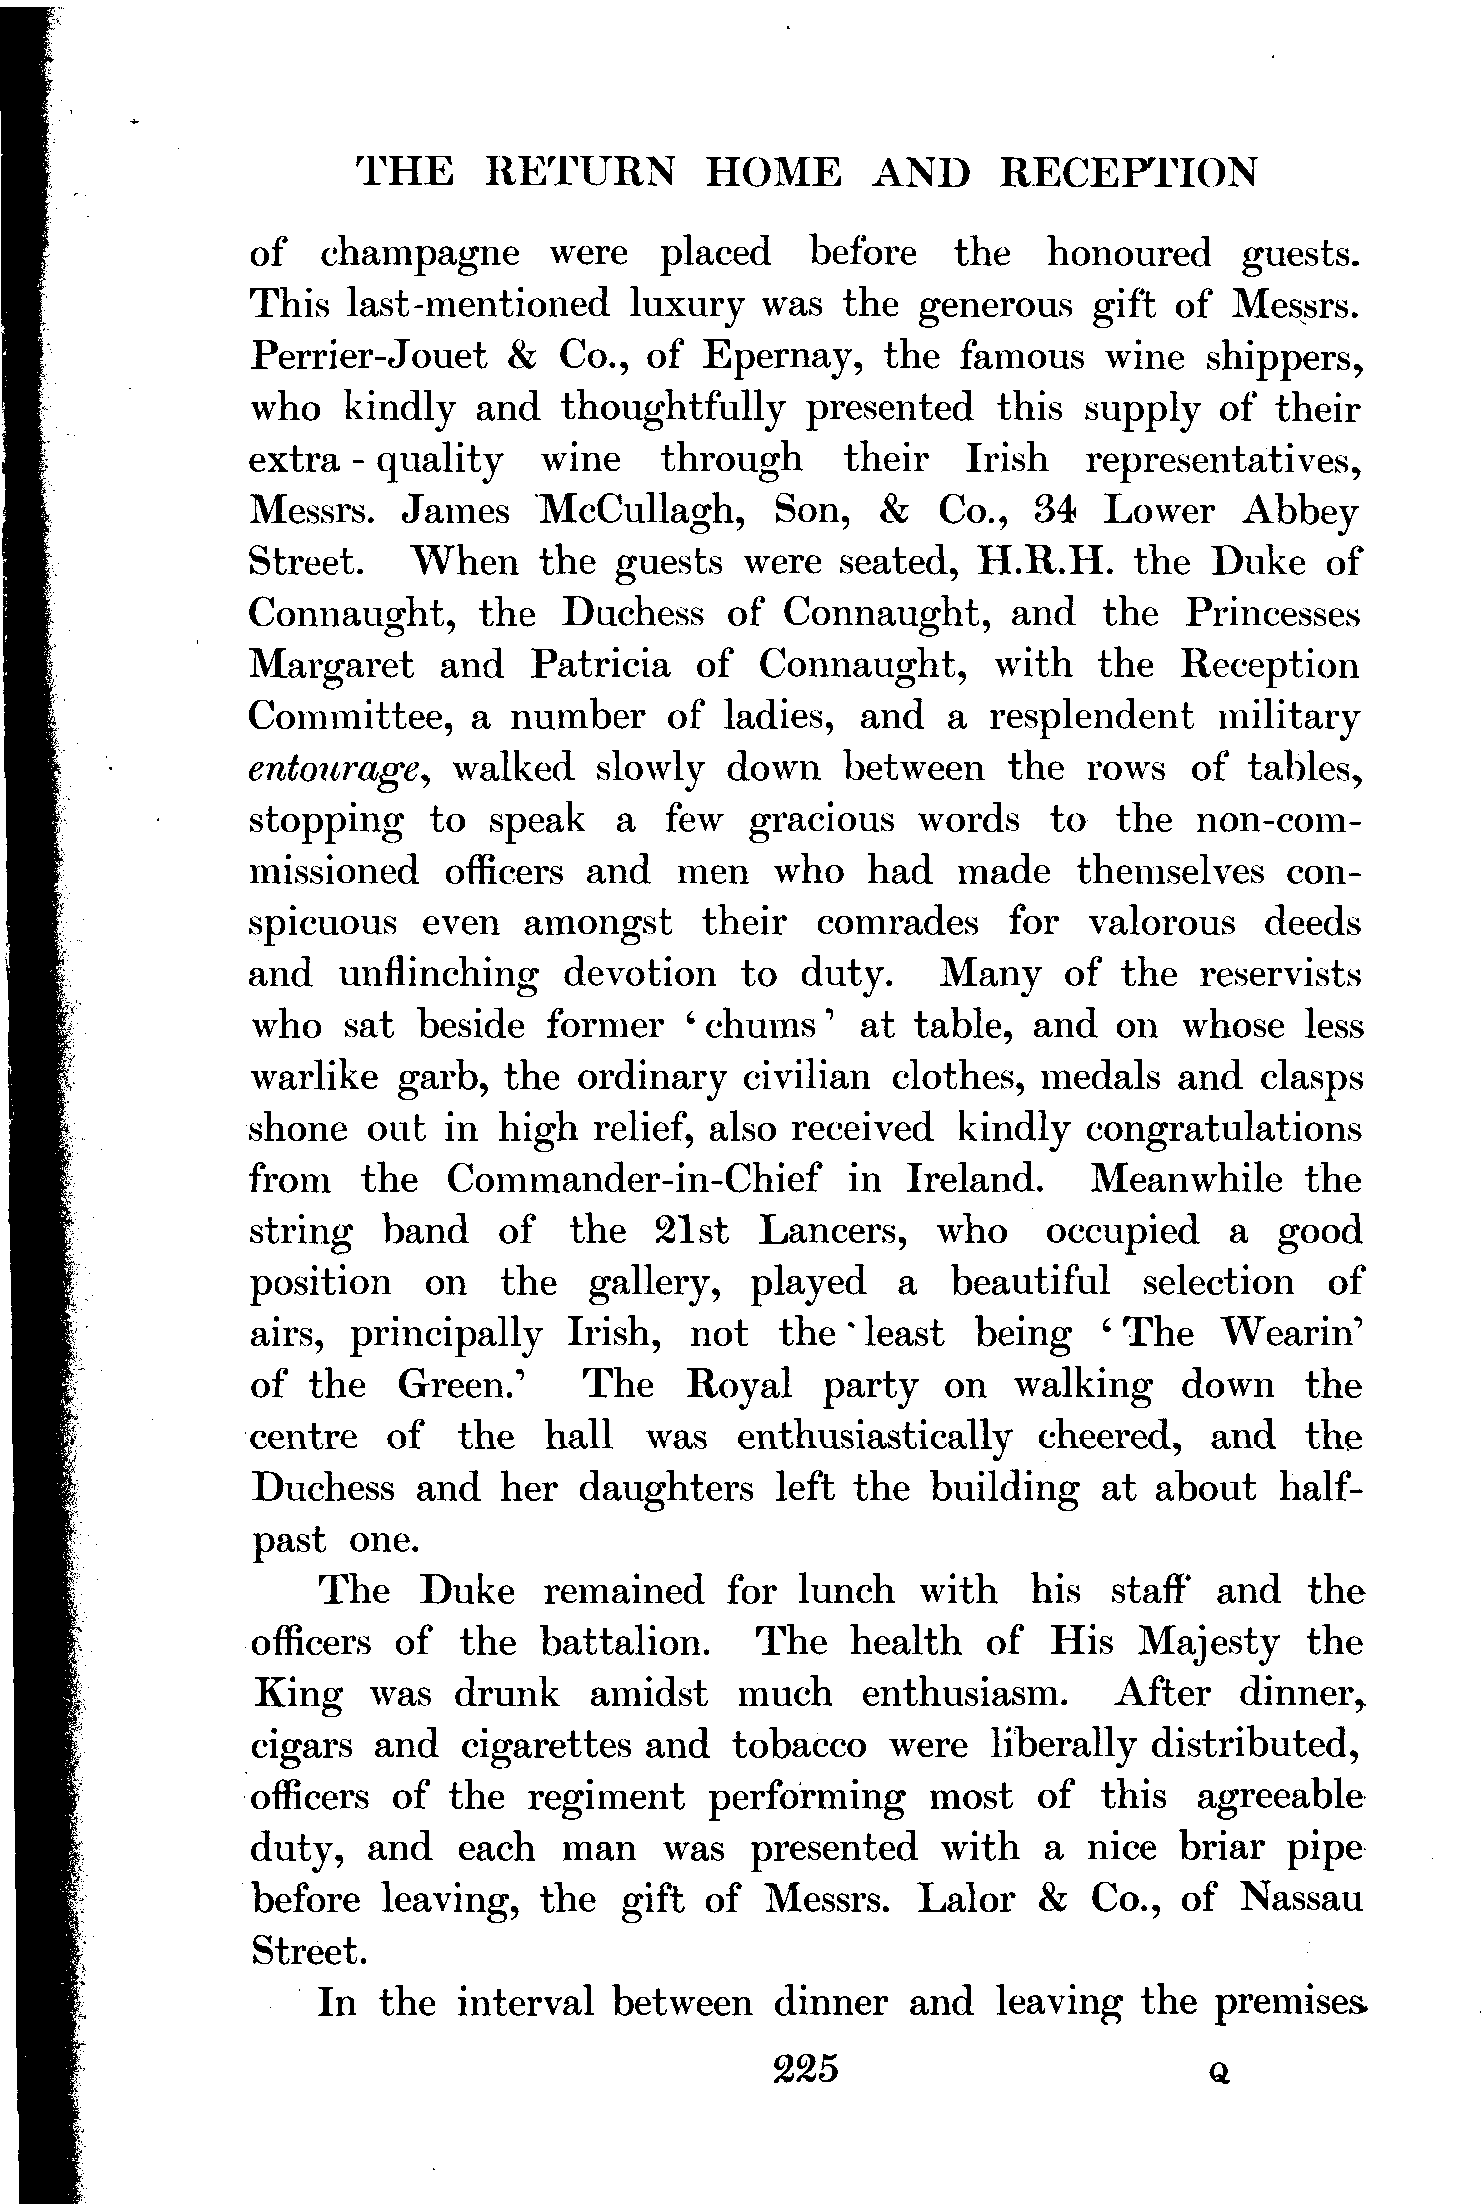 THE RETURN HOME AND RECEPTION
of champagne were placed before the honoured guests.
This last-mentioned luxury was the generous gift of Messrs.
Perrier-Jouet & Co., of Epernay, the famous wine shippers,
who kindly and thoughtfully presented this supply of their
extra-quality wine through their Irish representatives,
Messrs. James McCullagh, Son, & Co., 34 Lower Abbey
Street. When the guests were seated, H.R.H. the Duke of
Connaught, the Duchess of Connaught, and the Princesses
Margaret and Patricia of Connaught, with the Reception
Committee, a number of ladies, and a resplendent military
entourage, walked slowly down between the rows of tables,
stopping to speak a few gracious words to the non-com-
missioned officers and men who had made themselves con-
spicuous even amongst their comrades for valorous deeds
and unflinching devotion to duty. Many of the reservists
who sat beside former ‘chums’ at table, and on whose less
warlike garb, the ordinary civilian clothes, medals and clasps
shone out in high relief, also received kindly congratulations
from the Commander-in-Chief in Ireland. Meanwhile the
string band of the 21st Lancers, who occupied a good
position on the gallery, played a beautiful selection of
airs, principally Irish, not the least being ‘The Wearin’
of the Green.’ The Royal party on walking down the
centre of the hall was enthusiastically cheered, and the
Duchess and her daughters left the building at about half-
past one.
The Duke remained for lunch with his staff and the
officers of the battalion. The health of His Majesty the
King was drunk amidst much enthusiasm. After dinner,
cigars and cigarettes and tobacco were liberally distributed,
officers of the regiment performing most of this agreeable
duty, and each man was presented with a nice briar pipe
before leaving, the gift of Messrs. Lalor & Co., of Nassau
Street.
In the interval between dinner and leaving the premises
225 Q